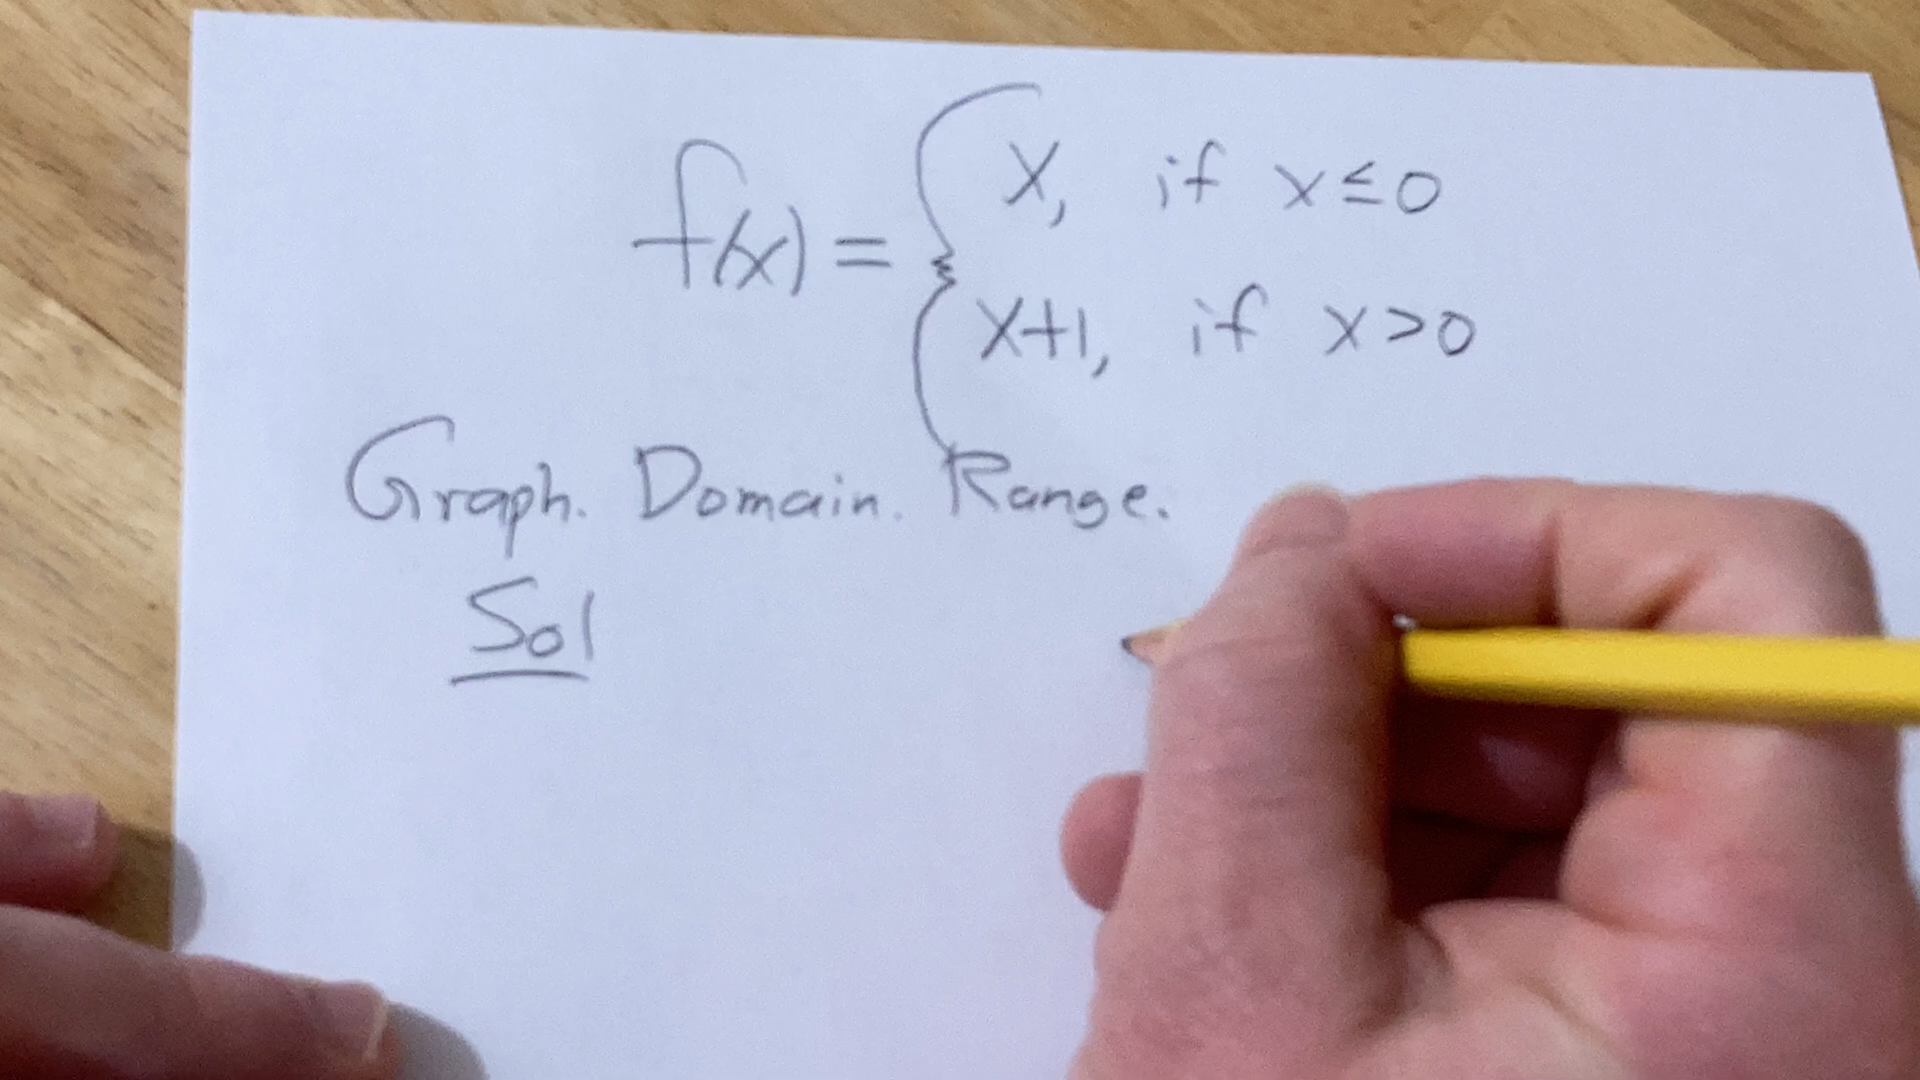 f(x) = { x, if x ≤ 0
x+1, if x > 0
Graph. Domain. Range.
Sol